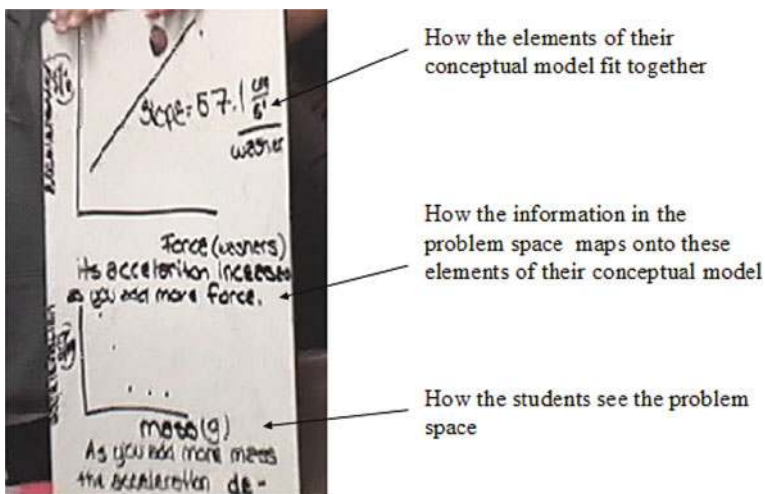 How the elements of their
conceptual model fit together
slope = 57.1 cm/s²
washer
Force (washers)
its acceleration increases
as you add more force.
How the information in the
problem space maps onto these
elements of their conceptual model
How the students see the problem
space
mass (g)
As you add more mass
the acceleration de-